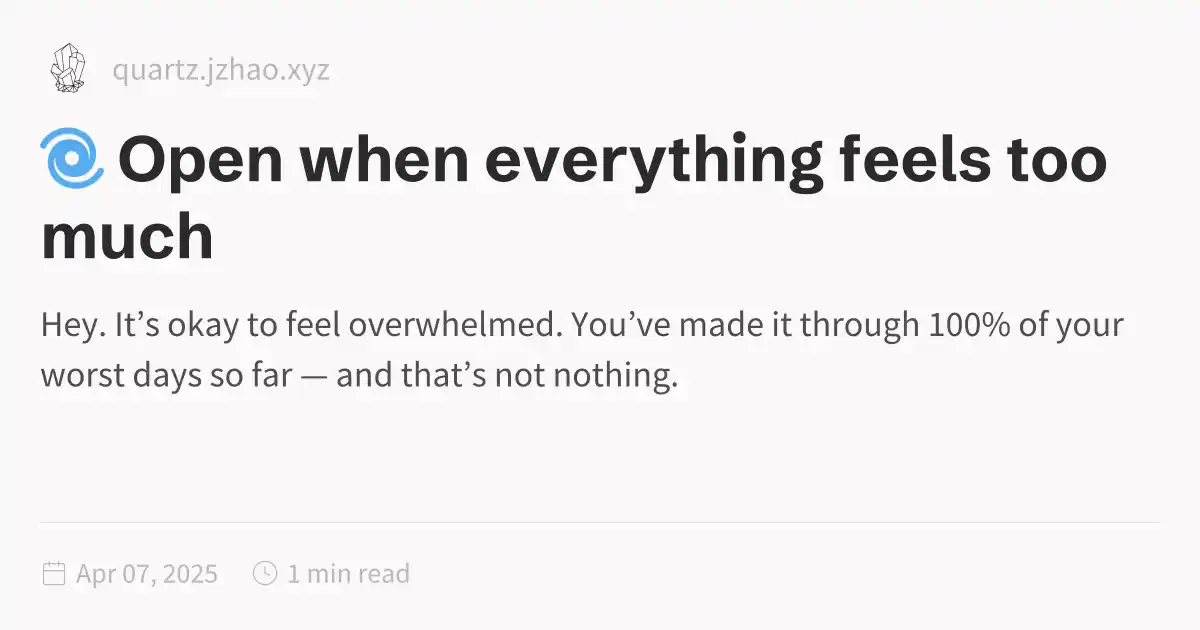 quartz.jzhao.xyz
🌀 Open when everything feels too
much
Hey. It’s okay to feel overwhelmed. You’ve made it through 100% of your
worst days so far — and that’s not nothing.
Apr 07, 2025 1 min read